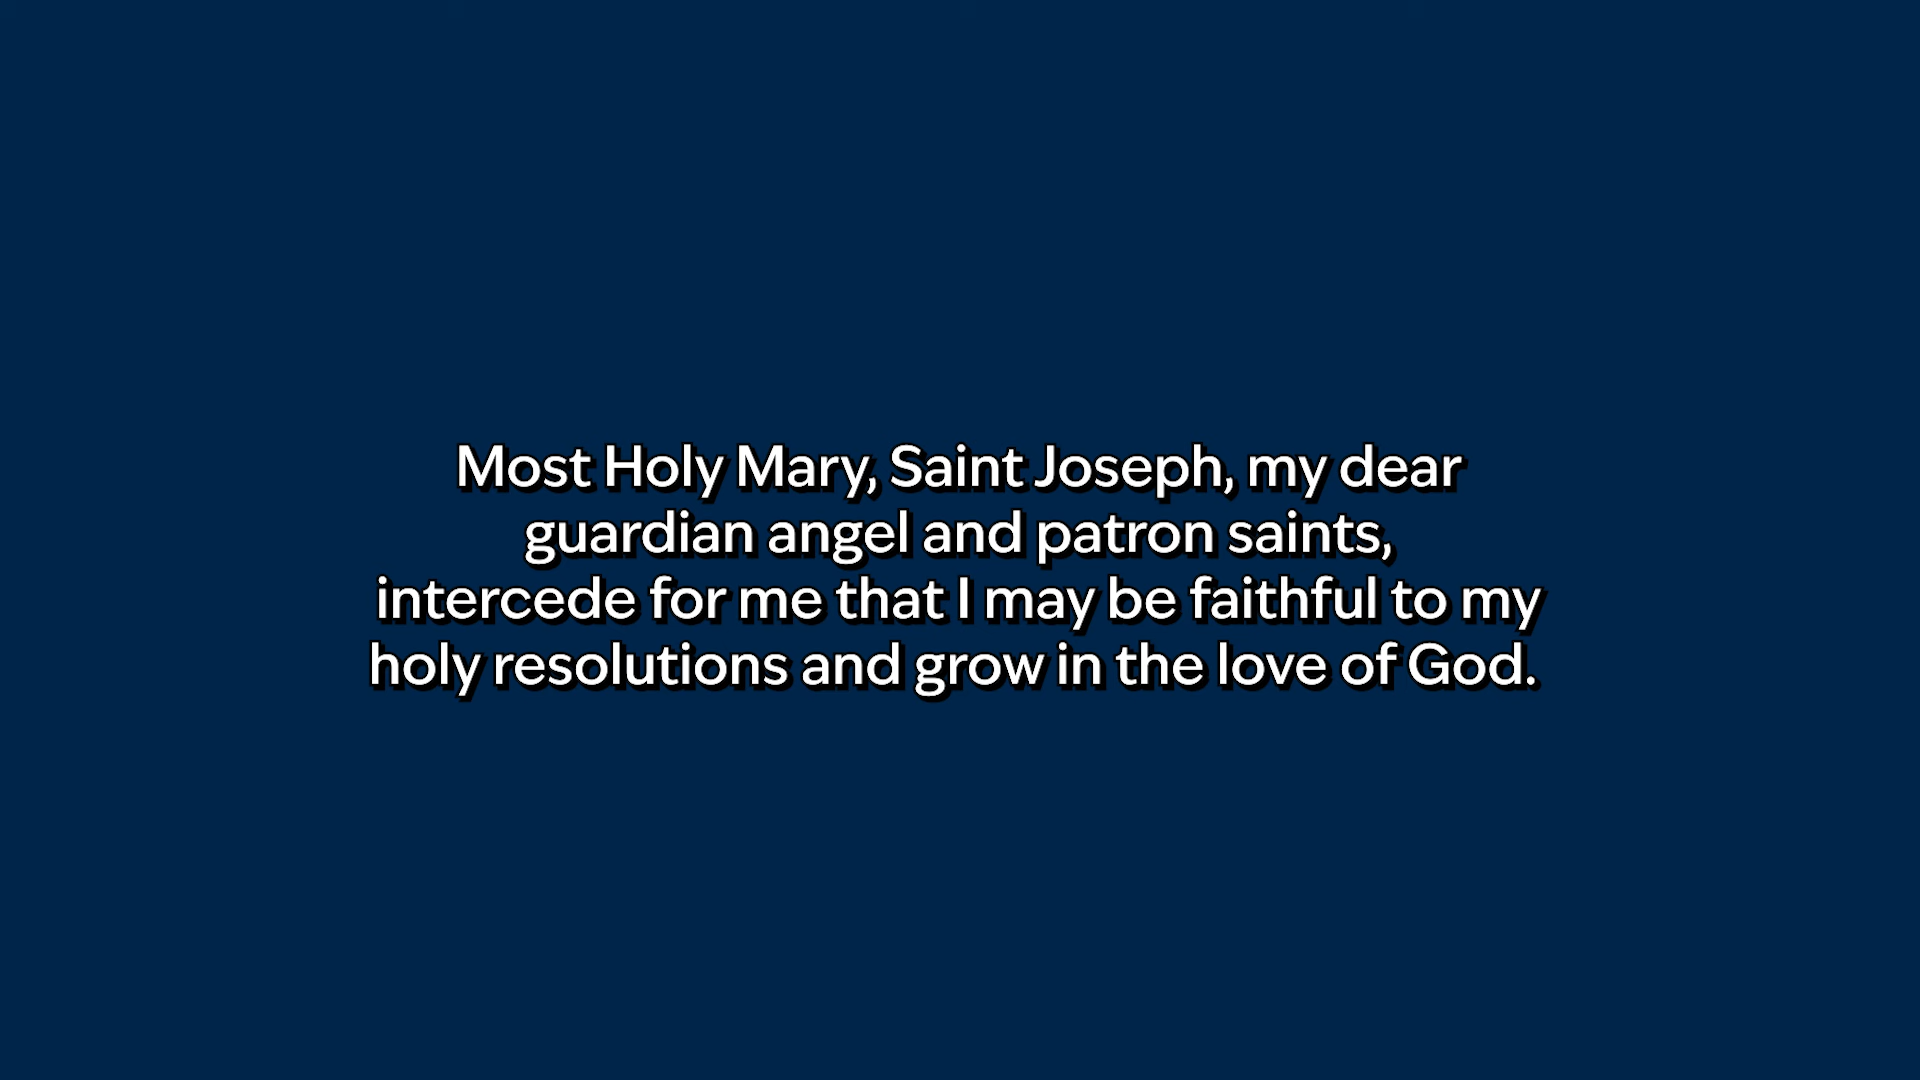 Most Holy Mary, Saint Joseph, my dear
guardian angel and patron saints,
intercede for me that I may be faithful to my
holy resolutions and grow in the love of God.